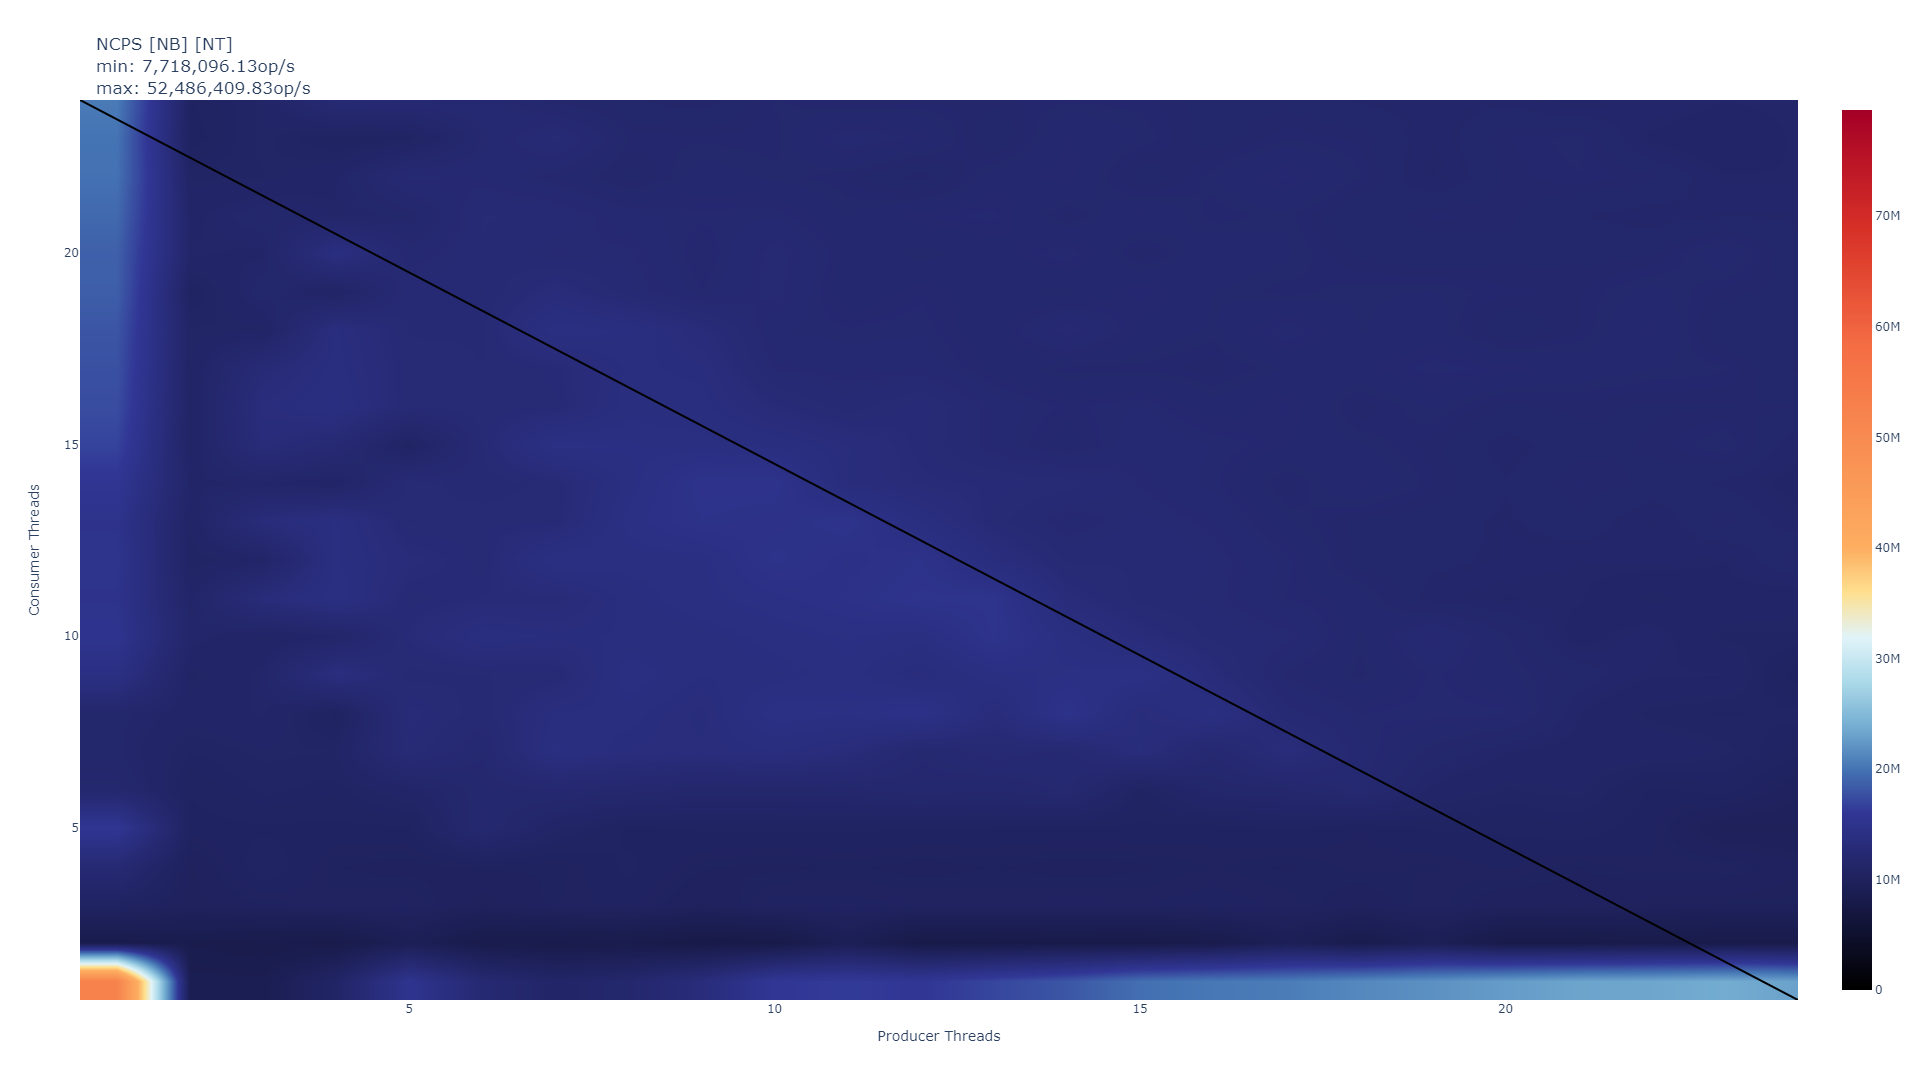 NCPS [NB] [NT]
min: 7,718,096.13op/s
max: 52,486,409.83op/s
20
15
10
5
Consumer Threads
5
10
15
20
Producer Threads
70M
60M
50M
40M
30M
20M
10M
0